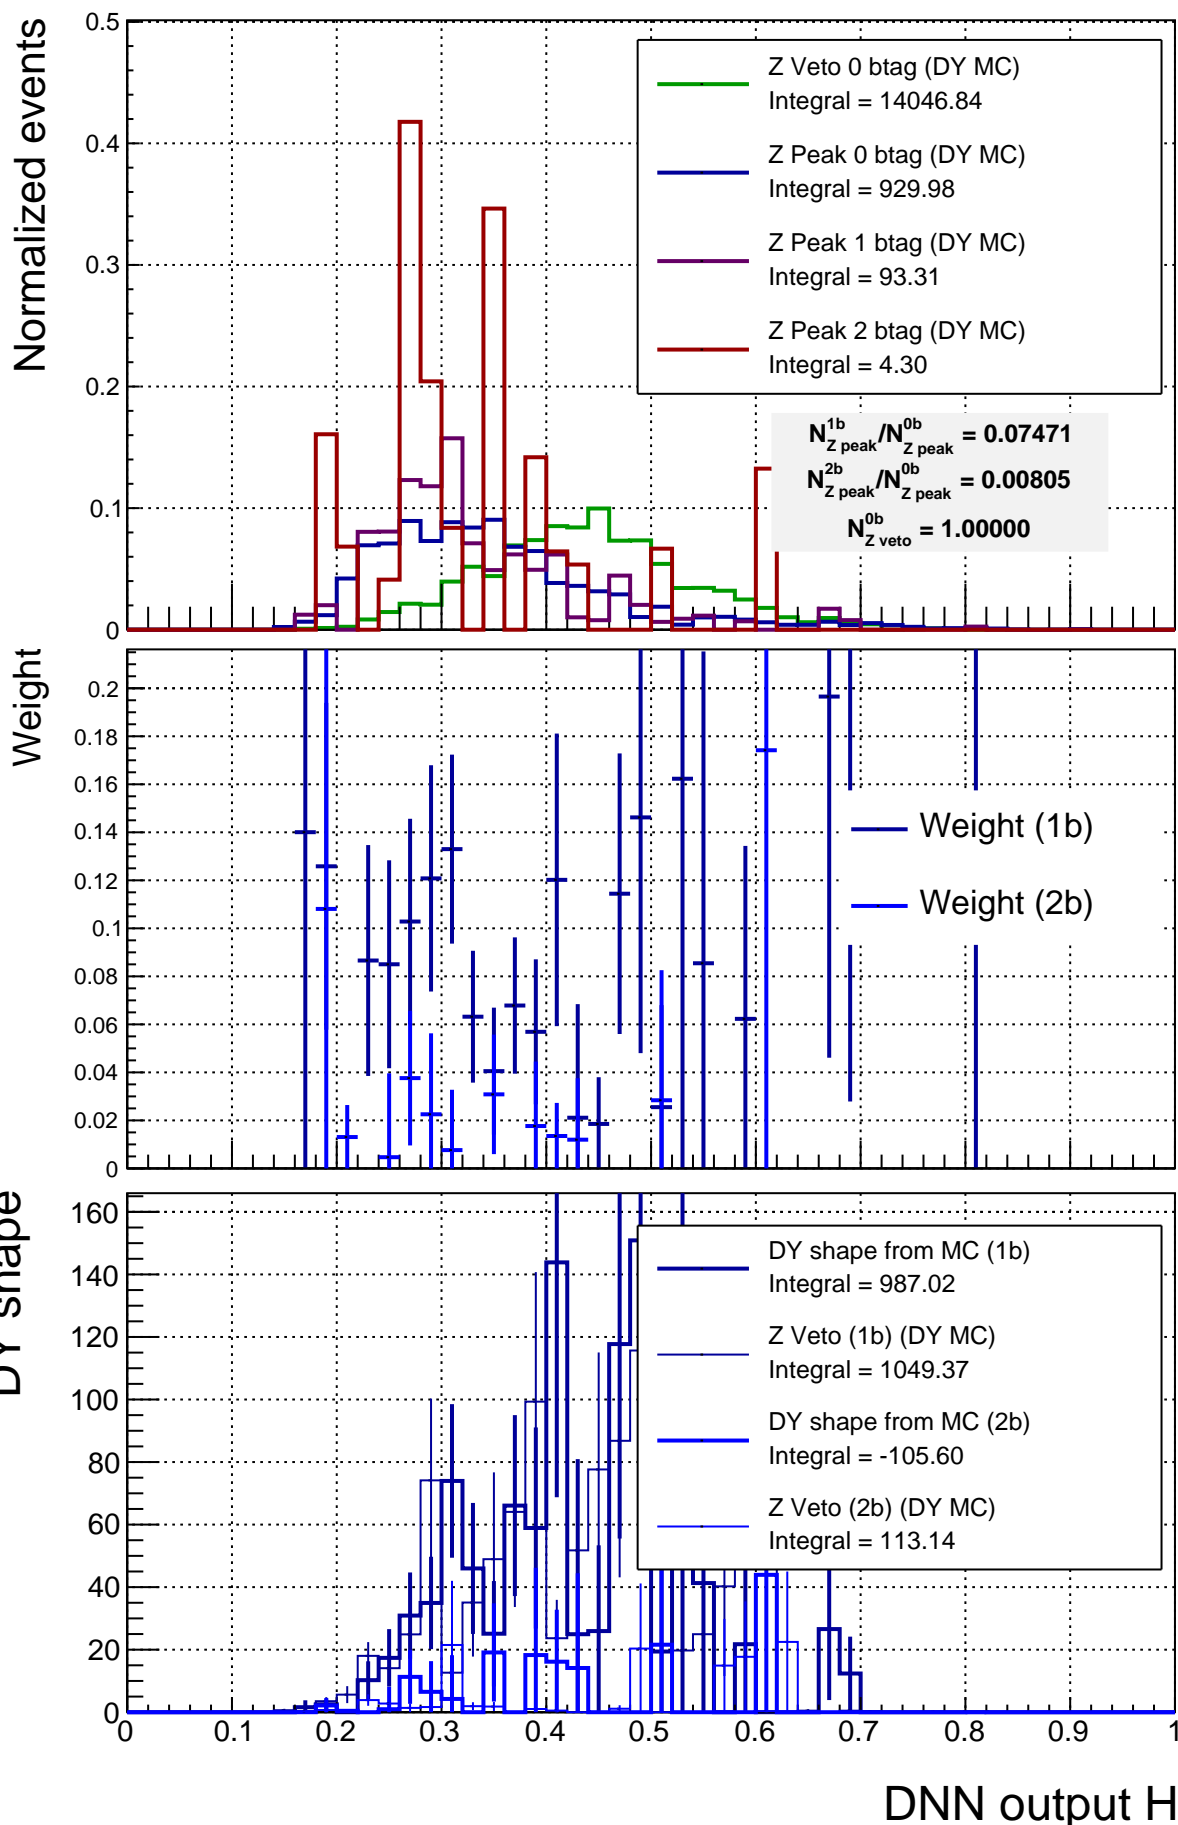 Normalized events
0.5
0.4
0.3
0.2
0.1
0
Z Veto 0 btag (DY MC)
Integral = 14046.84
Z Peak 0 btag (DY MC)
Integral = 929.98
Z Peak 1 btag (DY MC)
Integral = 93.31
Z Peak 2 btag (DY MC)
Integral = 4.30
N^{1b}_{Z peak}/N^{0b}_{Z peak} = 0.07471
N^{2b}_{Z peak}/N^{0b}_{Z peak} = 0.00805
N^{0b}_{Z veto} = 1.00000
Weight
0.2
0.18
0.16
0.14
0.12
0.1
0.08
0.06
0.04
0.02
0
Weight (1b)
Weight (2b)
DY shape
160
140
120
100
80
60
40
20
0
DY shape from MC (1b)
Integral = 987.02
Z Veto (1b) (DY MC)
Integral = 1049.37
DY shape from MC (2b)
Integral = -105.60
Z Veto (2b) (DY MC)
Integral = 113.14
0 0.1 0.2 0.3 0.4 0.5 0.6 0.7 0.8 0.9 1
DNN output H